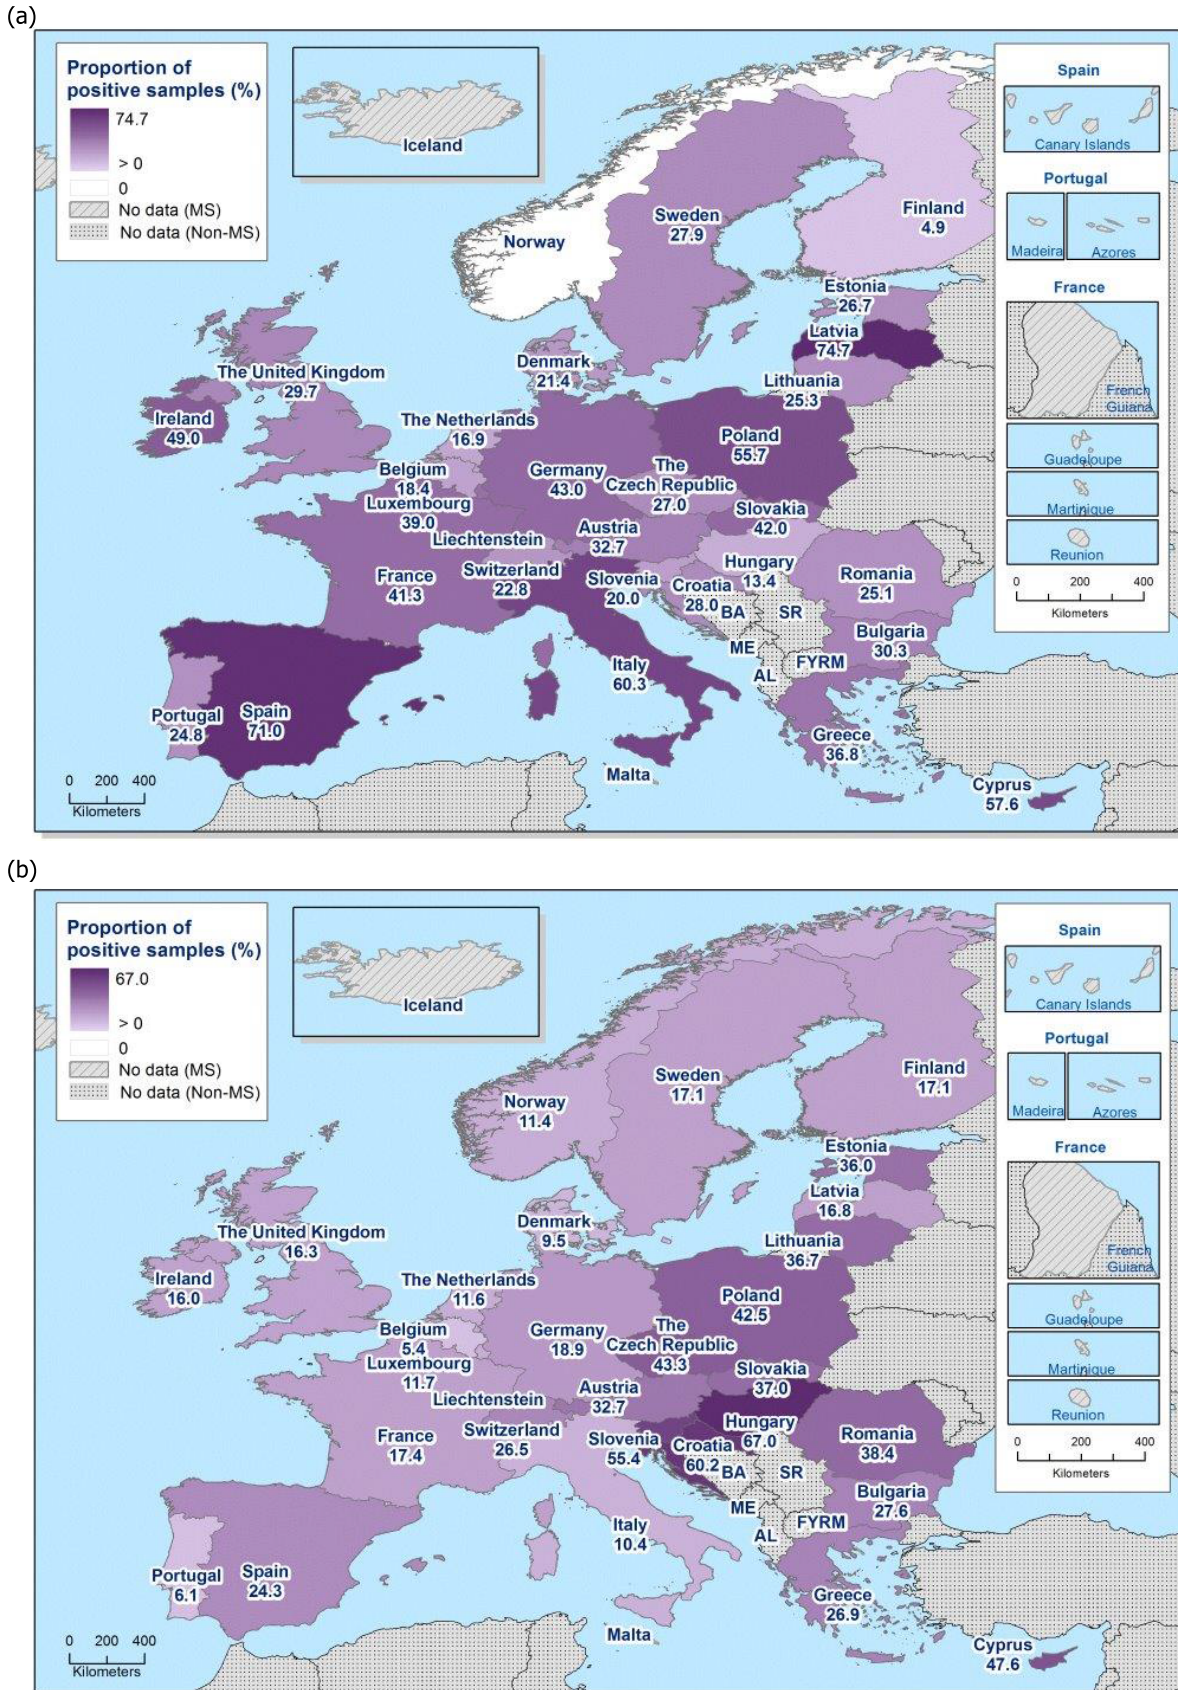 (a)
Proportion of
positive samples (%)
74.7
> 0
0
No data (MS)
No data (Non-MS)
Iceland
Spain
Canary Islands
Portugal
Madeira
Azores
France
French
Guiana
Guadeloupe
Martinique
Reunion
0 200 400
Kilometers
Norway
Sweden
27.9
Finland
4.9
Estonia
26.7
Latvia
74.7
Lithuania
25.3
Denmark
21.4
The United Kingdom
29.7
Ireland
49.0
The Netherlands
16.9
Belgium
18.4
Luxembourg
39.0
Germany
43.0
Poland
55.7
The
Czech Republic
27.0
Slovakia
42.0
Austria
32.7
Liechtenstein
Switzerland
22.8
France
41.3
Hungary
13.4
Slovenia
20.0
Croatia
28.0
Romania
25.1
BA
SR
ME
FYRM
AL
Bulgaria
30.3
Italy
60.3
Portugal
24.8
Spain
71.0
Greece
36.8
Malta
Cyprus
57.6
0 200 400
Kilometers
(b)
Proportion of
positive samples (%)
67.0
> 0
0
No data (MS)
No data (Non-MS)
Iceland
Spain
Canary Islands
Portugal
Madeira
Azores
France
French
Guiana
Guadeloupe
Martinique
Reunion
0 200 400
Kilometers
Norway
11.4
Sweden
17.1
Finland
17.1
Estonia
36.0
Latvia
16.8
Lithuania
36.7
Denmark
9.5
The United Kingdom
16.3
Ireland
16.0
The Netherlands
11.6
Belgium
5.4
Luxembourg
11.7
Germany
18.9
Poland
42.5
The
Czech Republic
43.3
Slovakia
37.0
Austria
32.7
Liechtenstein
Switzerland
26.5
France
17.4
Hungary
67.0
Slovenia
55.4
Croatia
60.2
Romania
38.4
BA
SR
ME
FYRM
AL
Bulgaria
27.6
Italy
10.4
Portugal
6.1
Spain
24.3
Greece
26.9
Malta
Cyprus
47.6
0 200 400
Kilometers